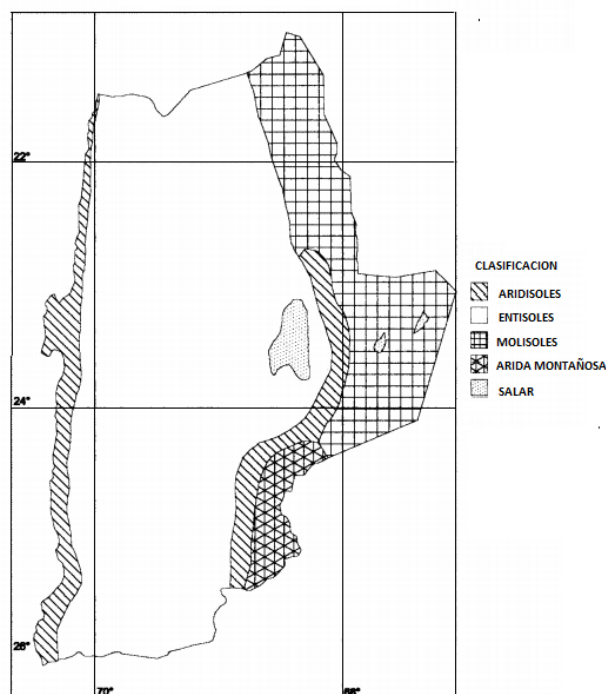 22°
CLASIFICACION
ARIDISOLES
ENTISOLES
MOLISOLES
ARIDA MONTAÑOSA
SALAR
24°
26°
70°
68°